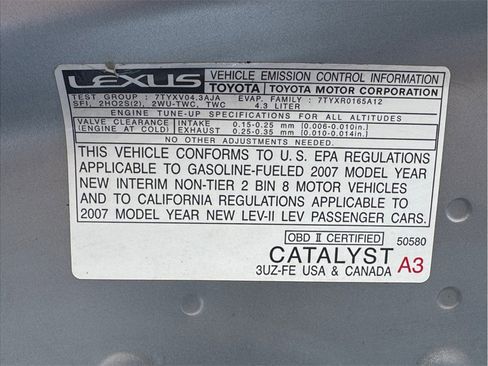 LEXUS VEHICLE EMISSION CONTROL INFORMATION
TOYOTA TOYOTA MOTOR CORPORATION
TEST GROUP : 7TYXV04.3AJA EVAP. FAMILY : 7TYXR0165A12
SFI, 2HO2S(2), 2WU-TWC, TWC 4.3 LITER
ENGINE TUNE-UP SPECIFICATIONS FOR ALL ALTITUDES
VALVE CLEARANCE INTAKE 0.15-0.25 mm (0.006-0.010in.)
(ENGINE AT COLD) EXHAUST 0.25-0.35 mm (0.010-0.014in.)
NO OTHER ADJUSTMENTS NEEDED.
THIS VEHICLE CONFORMS TO U.S. EPA REGULATIONS
APPLICABLE TO GASOLINE-FUELED 2007 MODEL YEAR
NEW INTERIM NON-TIER 2 BIN 8 MOTOR VEHICLES
AND TO CALIFORNIA REGULATIONS APPLICABLE TO
2007 MODEL YEAR NEW LEV-II LEV PASSENGER CARS.
OBD II CERTIFIED 50580
CATALYST
3UZ-FE USA & CANADA A3